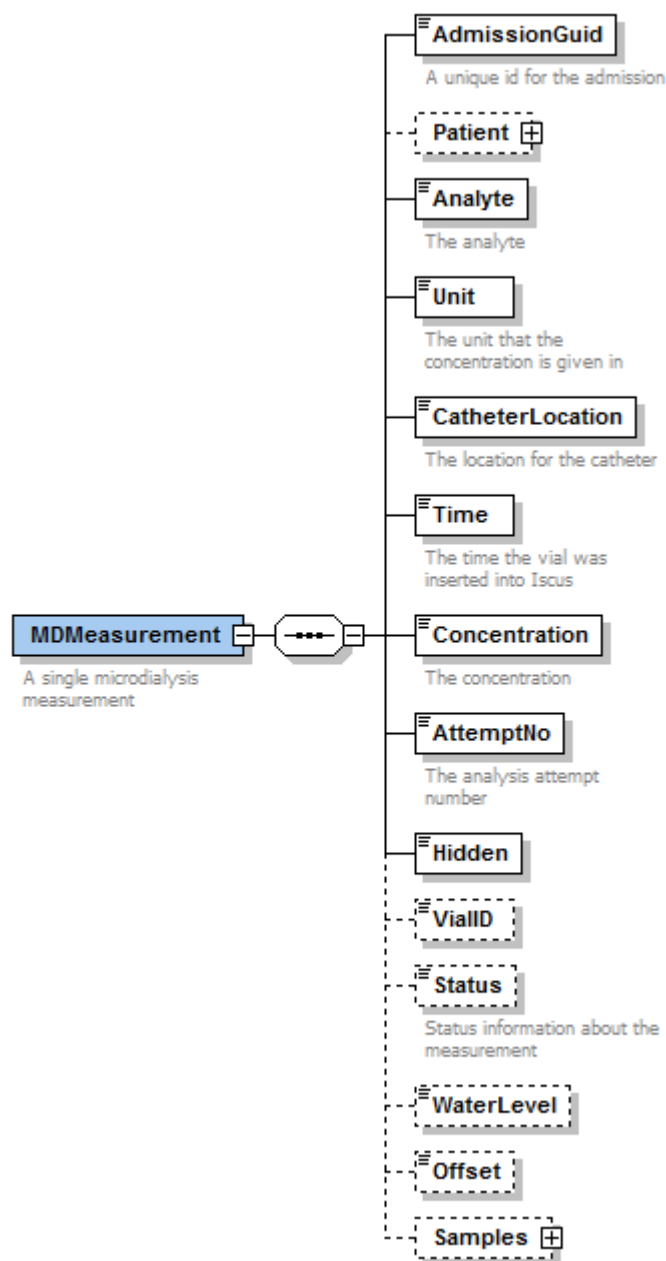 AdmissionGuid
A unique id for the admission
Patient
Analyte
The analyte
Unit
The unit that the
concentration is given in
CatheterLocation
The location for the catheter
Time
The time the vial was
inserted into Iscus
MDMeasurement
A single microdialysis
measurement
Concentration
The concentration
AttemptNo
The analysis attempt
number
Hidden
VialID
Status
Status information about the
measurement
WaterLevel
Offset
Samples